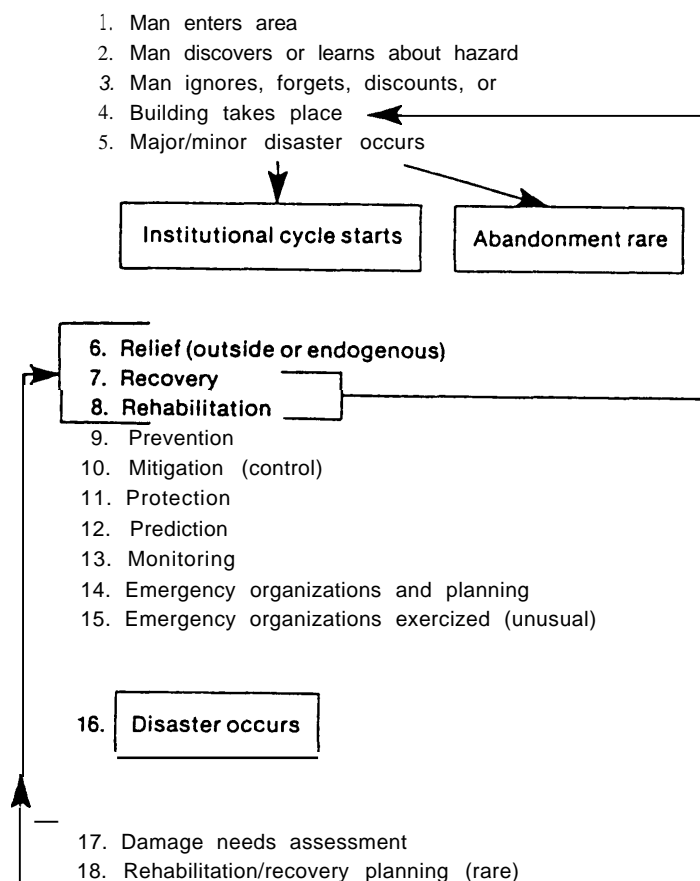 1. Man enters area
2. Man discovers or learns about hazard
3. Man ignores, forgets, discounts, or
4. Building takes place
5. Major/minor disaster occurs
Institutional cycle starts
Abandonment rare
6. Relief (outside or endogenous)
7. Recovery
8. Rehabilitation
9. Prevention
10. Mitigation (control)
11. Protection
12. Prediction
13. Monitoring
14. Emergency organizations and planning
15. Emergency organizations exercized (unusual)
16. Disaster occurs
17. Damage needs assessment
18. Rehabilitation/recovery planning (rare)